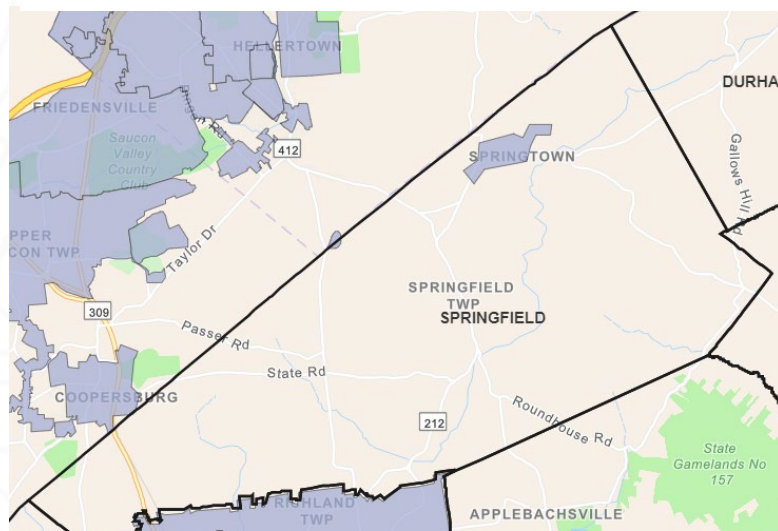 HELLERTOWN
DURHA
FRIEDENSVILLE
Saucon
Valley
Country
Club
412
SPRINGTOWN
Gallows Hill Rd
PPER
CON TWP
Taylor Dr
SPRINGFIELD
TWP
SPRINGFIELD
309
Passer Rd
State Rd
COOPERSBURG
212
Roundhouse Rd
State
Gamelands No
157
RICHLAND
TWP
APPLEBACHSVILLE